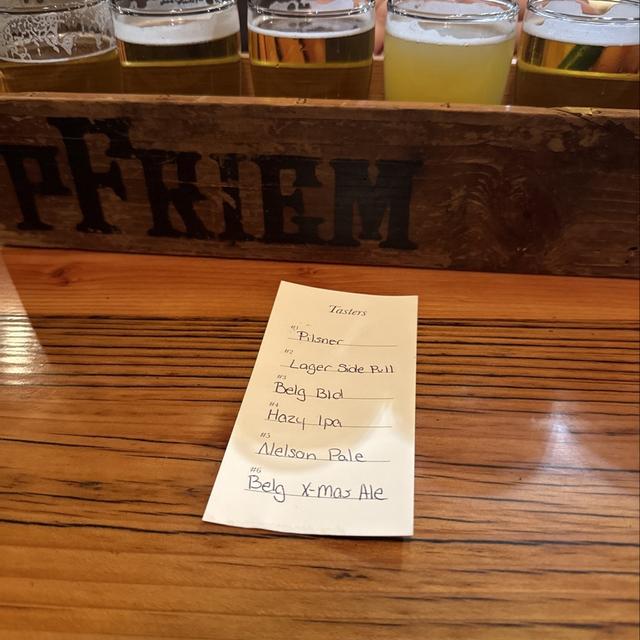 PFRIEM
Tasters
#1
Pilsner
#2
Lager Side Pull
#3
Belg Bld
#4
Hazy Ipa
#5
Nelson Pale
#6
Belg X-mas Ale